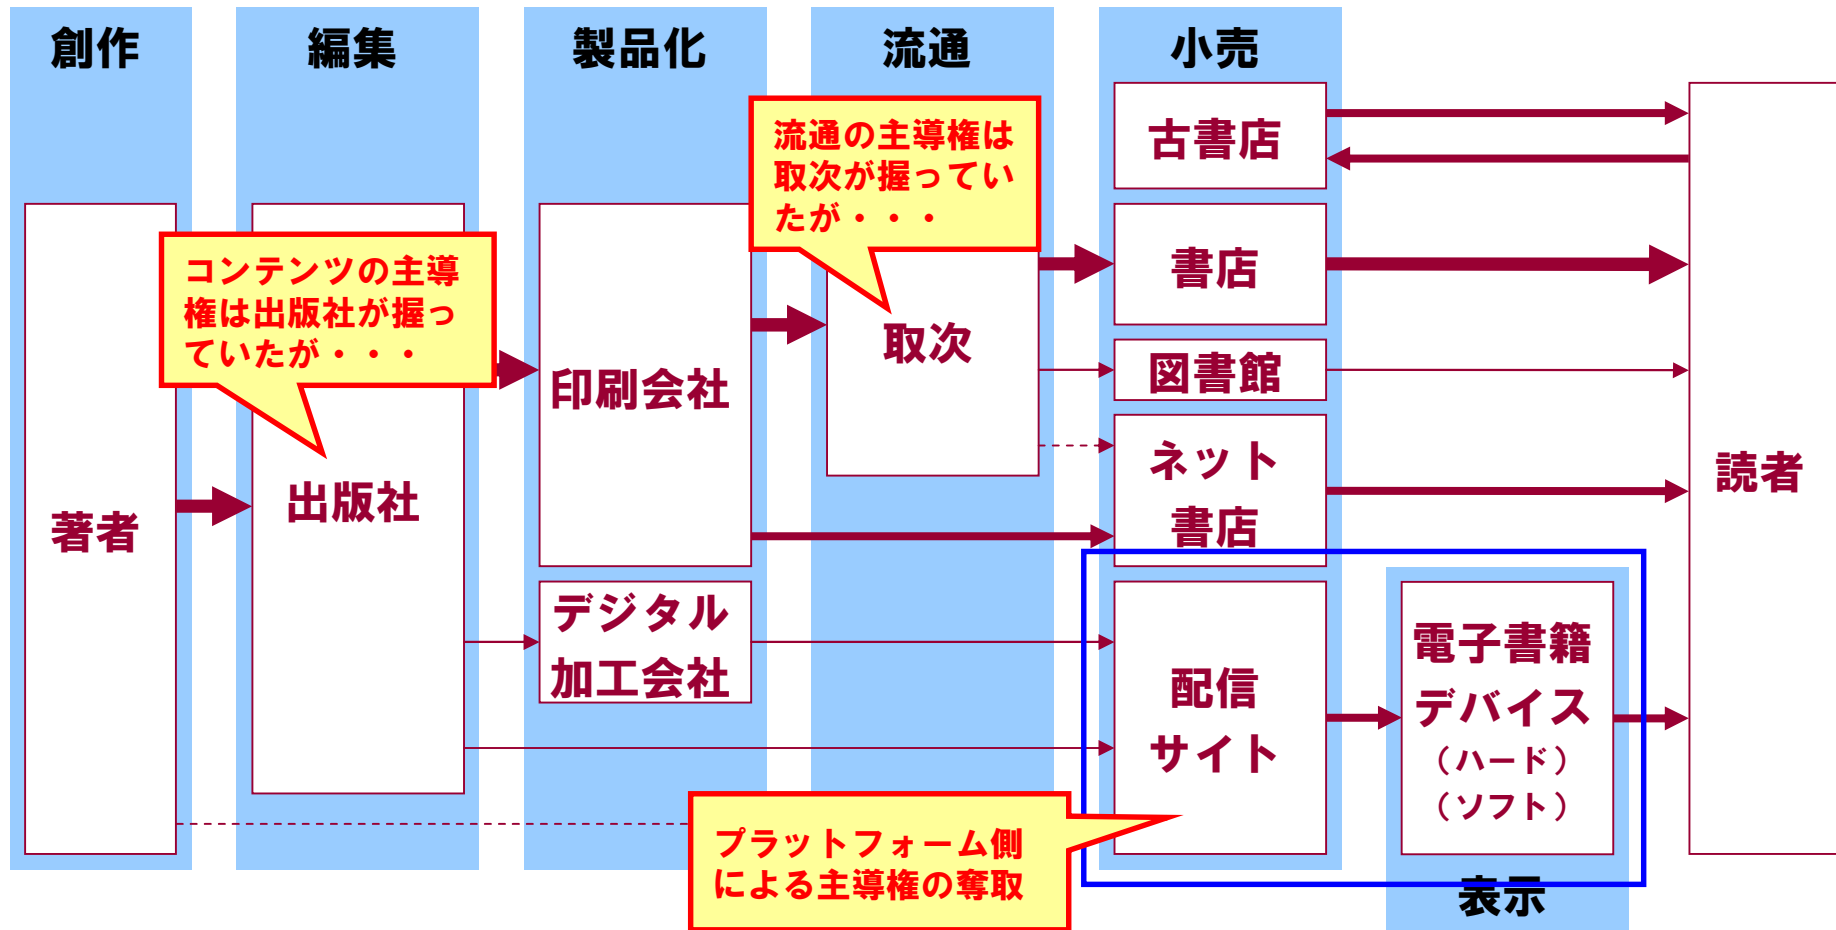 創作
編集
製品化
流通
小売
古書店
流通の主導権は
取次が握ってい
たが・・・
コンテンツの主導
権は出版社が握っ
ていたが・・・
書店
取次
図書館
印刷会社
ネット
書店
読者
出版社
著者
デジタル
加工会社
配信
サイト
電子書籍
デバイス
（ハード）
（ソフト）
プラットフォーム側
による主導権の奪取
表示